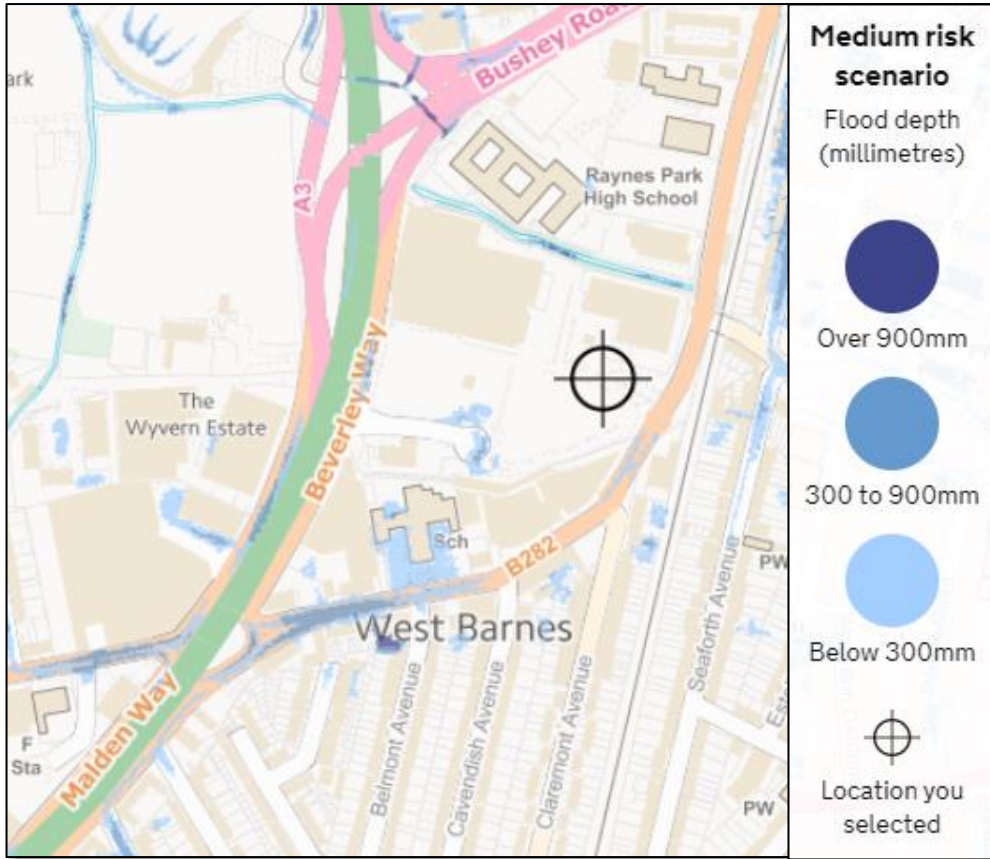 ark
Bushey Roa
A3
Raynes Park
High School
Beverley Way
The
Wyvern Estate
Sch
B282
West Barnes
Malden Way
F
Sta
Belmont Avenue
Cavendish Avenue
Claremont Avenue
Seaforth Avenue
PW
Est
PW
Medium risk
scenario
Flood depth
(millimetres)
Over 900mm
300 to 900mm
Below 300mm
Location you
selected